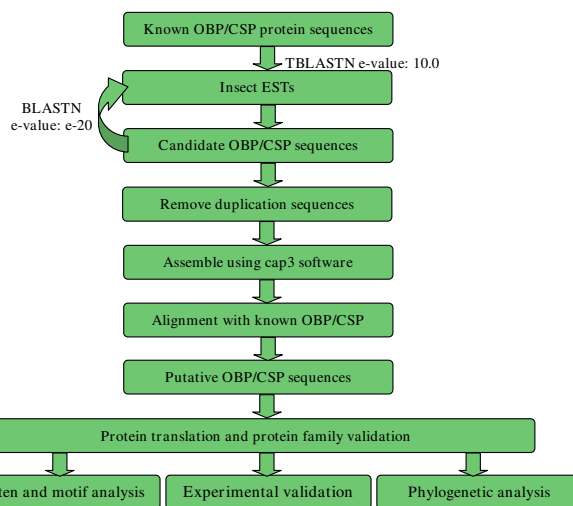 Known OBP/CSP protein sequences
TBLASTN e-value: 10.0
Insect ESTs
BLASTN
e-value: e-20
Candidate OBP/CSP sequences
Remove duplication sequences
Assemble using cap3 software
Alignment with known OBP/CSP
Putative OBP/CSP sequences
Protein translation and protein family validation
and motif analysis
Experimental validation
Phylogenetic analysis